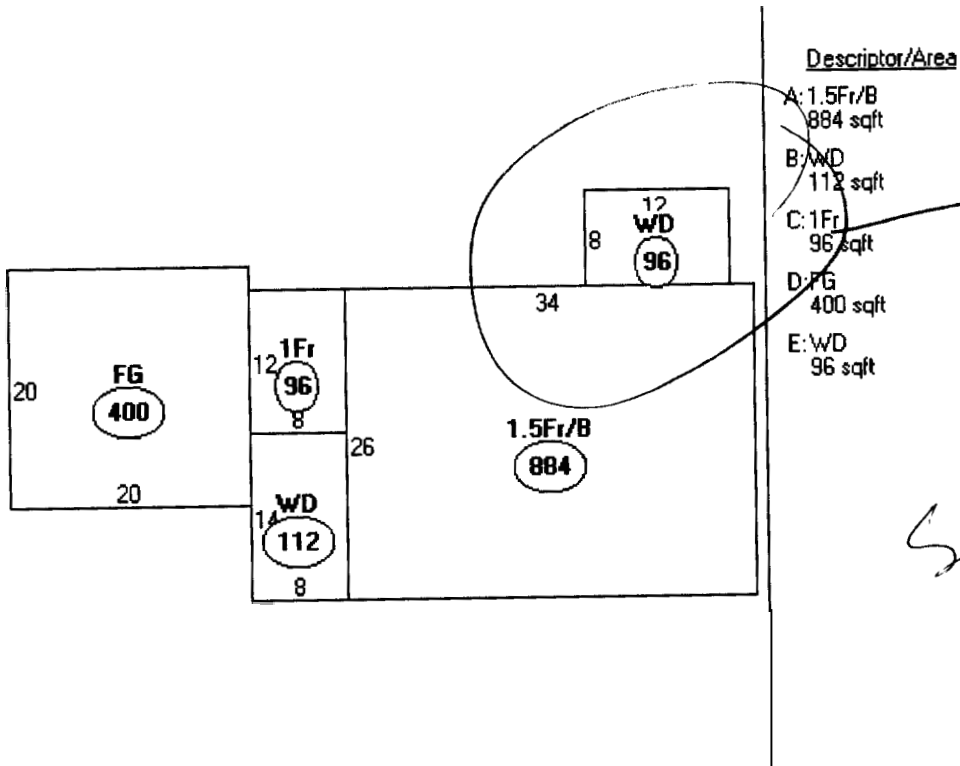 Descriptor/Area
A: 1.5Fr/B
884 sqft
B: WD
112 sqft
C: 1Fr
96 sqft
D: FG
400 sqft
E: WD
96 sqft
12
WD
8
96
34
20
FG
400
20
12
1Fr
96
8
26
1.5Fr/B
884
WD
14
112
8